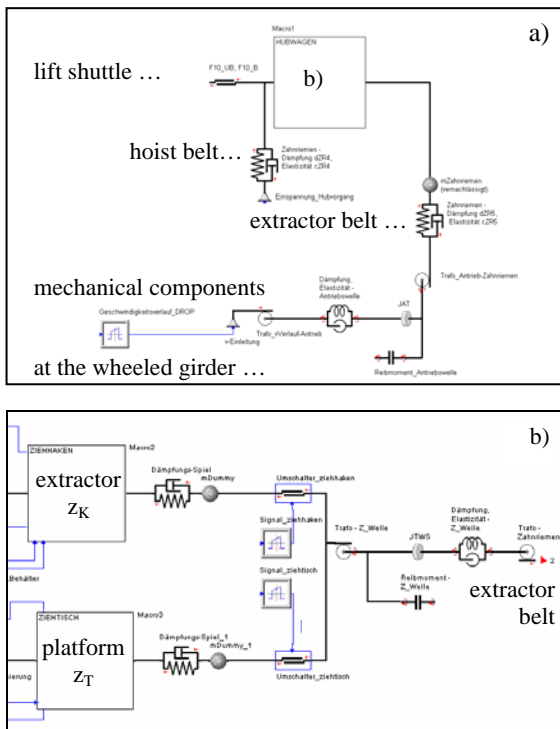 a)
Macro1
HUBWAGEN
lift shuttle …
F10_UB, F10_B
b)
hoist belt…
Zahnriemen -
Dämpfung dZR4,
Elastizität cZR4
Einspannung_Hubvorgang
mZahnriemen
(vernachlässigt)
extractor belt …
Zahnriemen -
Dämpfung dZR5,
Elastizität cZR5
mechanical components
Dämpfung,
Elastizität -
Antriebswelle
Trafo_Antrieb-Zahnriemen
Geschwindigkeitsverlauf_DROP
JAT
v-Einleitung
Trafo_vVerlauf-Antrieb
at the wheeled girder …
Reibmoment_Antriebswelle
b)
Macro2
ZIEHHAKEN
extractor
zK
Dämpfungs-Spiel
mDummy
Umschalter_ziehhaken
Signal_ziehhaken
Trafo - Z_Welle
JTWS
Dämpfung,
Elastizität -
Z_Welle
Trafo -
Zahnriemen
2
Behälter
Signal_ziehtisch
Reibmoment -
Z_Welle
extractor
belt
Macro3
ZIEHTISCH
platform
zT
Dämpfungs-Spiel_1
mDummy_1
Umschalter_ziehtisch
ierung